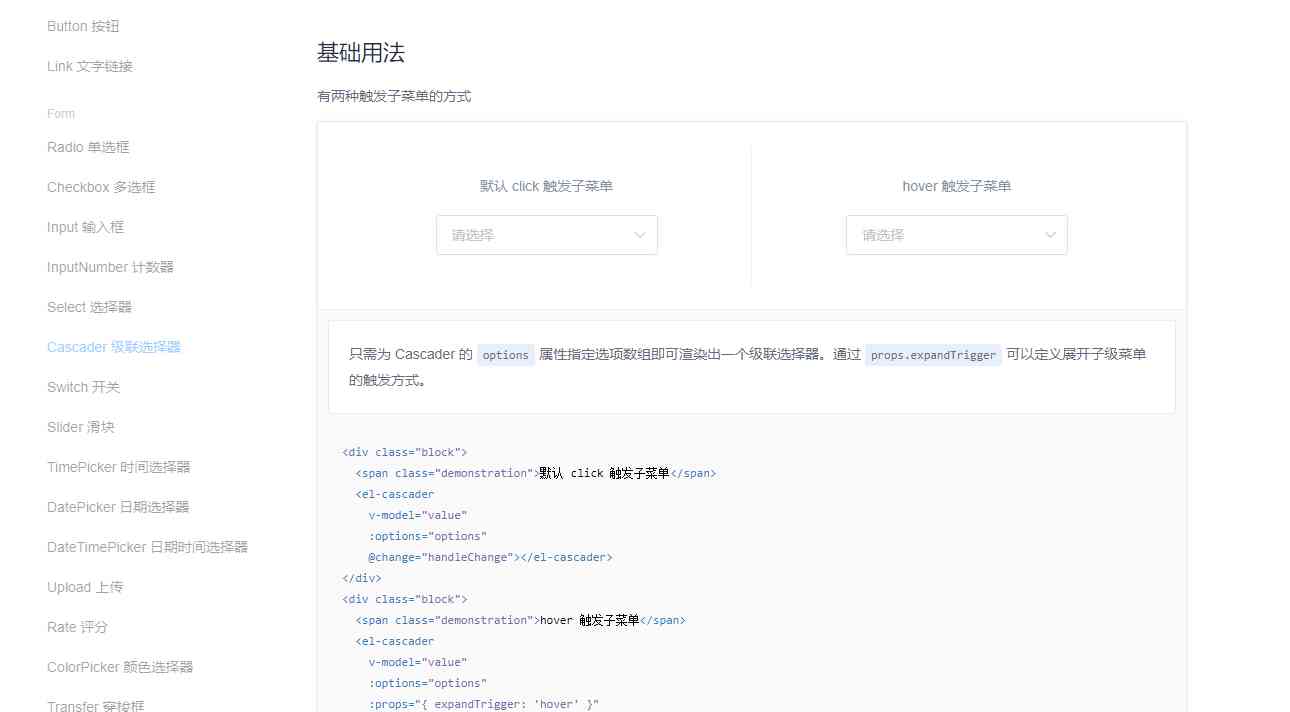 Button 按钮
Link 文字链接
Form
Radio 单选框
Checkbox 多选框
Input 输入框
InputNumber 计数器
Select 选择器
Cascader 级联选择器
Switch 开关
Slider 滑块
TimePicker 时间选择器
DatePicker 日期选择器
DateTimePicker 日期时间选择器
Upload 上传
Rate 评分
ColorPicker 颜色选择器
Transfer 穿梭框
基础用法
有两种触发子菜单的方式
默认 click 触发子菜单
请选择
hover 触发子菜单
请选择
只需为 Cascader 的 options 属性指定选项数组即可渲染出一个级联选择器。通过 props.expandTrigger 可以定义展开子级菜单
的触发方式。
<div class="block">
  <span class="demonstration">默认 click 触发子菜单</span>
  <el-cascader
    v-model="value"
    :options="options"
    @change="handleChange"></el-cascader>
</div>
<div class="block">
  <span class="demonstration">hover 触发子菜单</span>
  <el-cascader
    v-model="value"
    :options="options"
    :props="{ expandTrigger: 'hover' }"